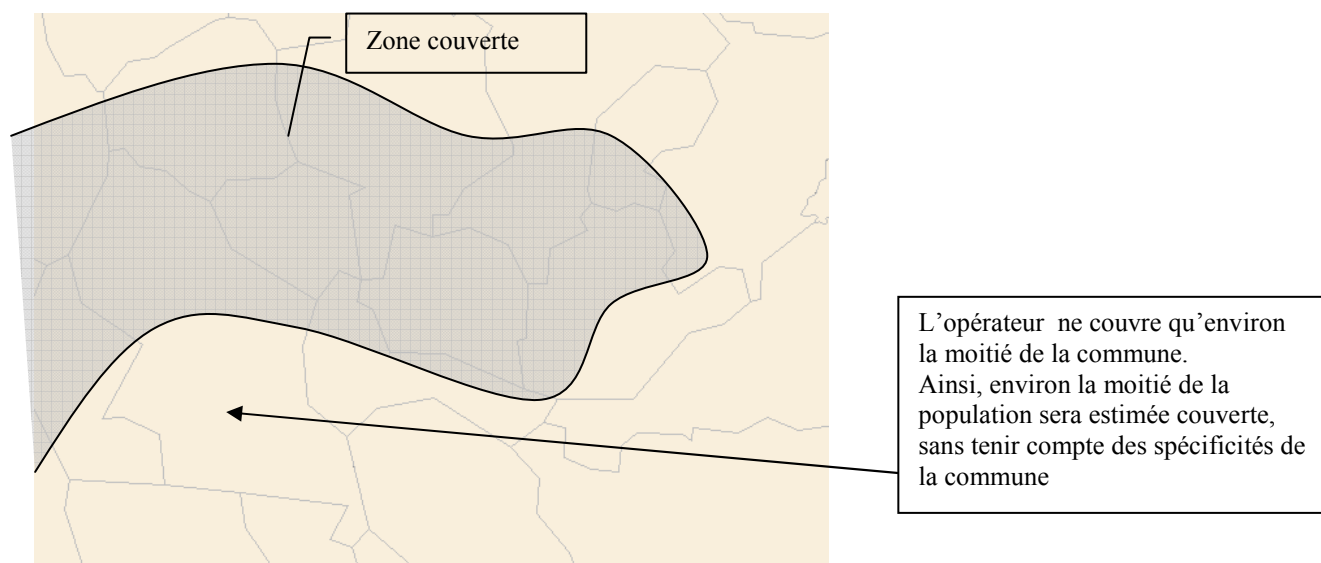 Zone couverte
L’opérateur ne couvre qu’environ
la moitié de la commune.
Ainsi, environ la moitié de la
population sera estimée couverte,
sans tenir compte des spécificités de
la commune